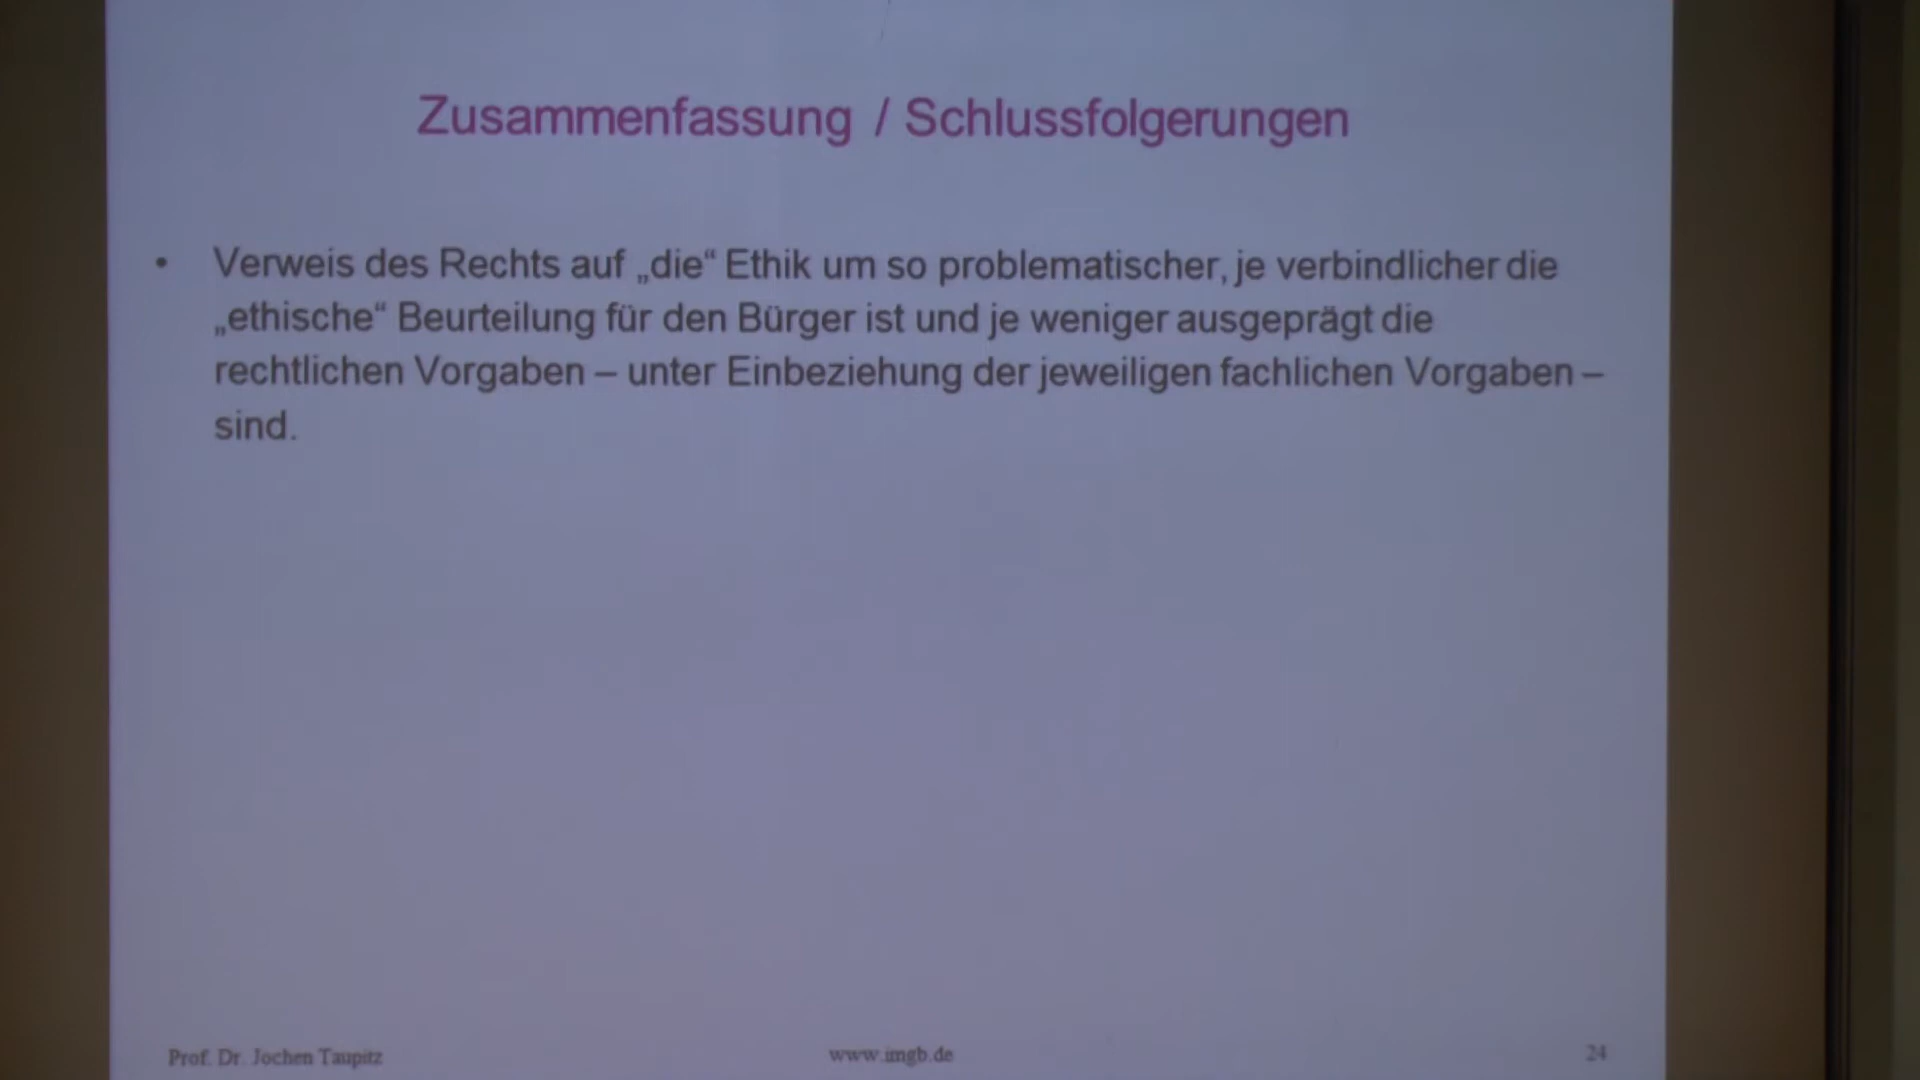 Zusammenfassung / Schlussfolgerungen
• Verweis des Rechts auf „die“ Ethik um so problematischer, je verbindlicher die
„ethische“ Beurteilung für den Bürger ist und je weniger ausgeprägt die
rechtlichen Vorgaben – unter Einbeziehung der jeweiligen fachlichen Vorgaben –
sind.
Prof. Dr. Jochen Taupitz
www.imgb.de
24